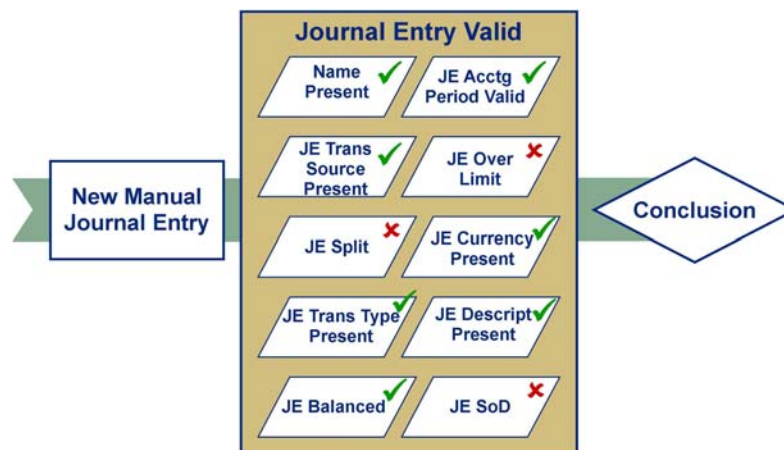 Journal Entry Valid
Name
Present
JE Acctg
Period Valid
JE Trans
Source
Present
JE Over
Limit
New Manual
Journal Entry
JE Split
JE Currency
Present
Conclusion
JE Trans Type
Present
JE Descript
Present
JE Balanced
JE SoD